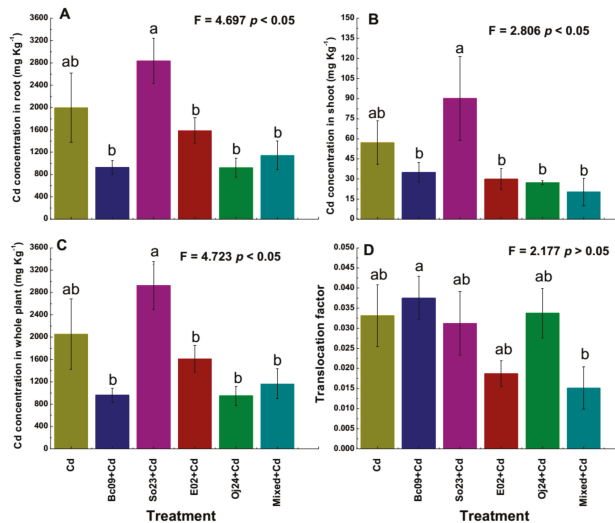 A
F = 4.697 p < 0.05
Cd concentration in root (mg Kg⁻¹)
3600
3200
2800
2400
2000
1600
1200
800
400
0
ab
b
a
b
b
b
B
F = 2.806 p < 0.05
Cd concentration in shoot (mg Kg⁻¹)
150
135
120
105
90
75
60
45
30
15
ab
b
a
b
b
b
C
F = 4.723 p < 0.05
Cd concentration in whole plant (mg Kg⁻¹)
3600
3200
2800
2400
2000
1600
1200
800
400
0
ab
b
a
b
b
b
Cd
Bc09+Cd
So23+Cd
E02+Cd
Oj24+Cd
Mixed+Cd
Treatment
D
F = 2.177 p > 0.05
Translocation factor
0.050
0.045
0.040
0.035
0.030
0.025
0.020
0.015
0.010
0.005
0.000
ab
a
ab
ab
ab
b
Cd
Bc09+Cd
So23+Cd
E02+Cd
Oj24+Cd
Mixed+Cd
Treatment